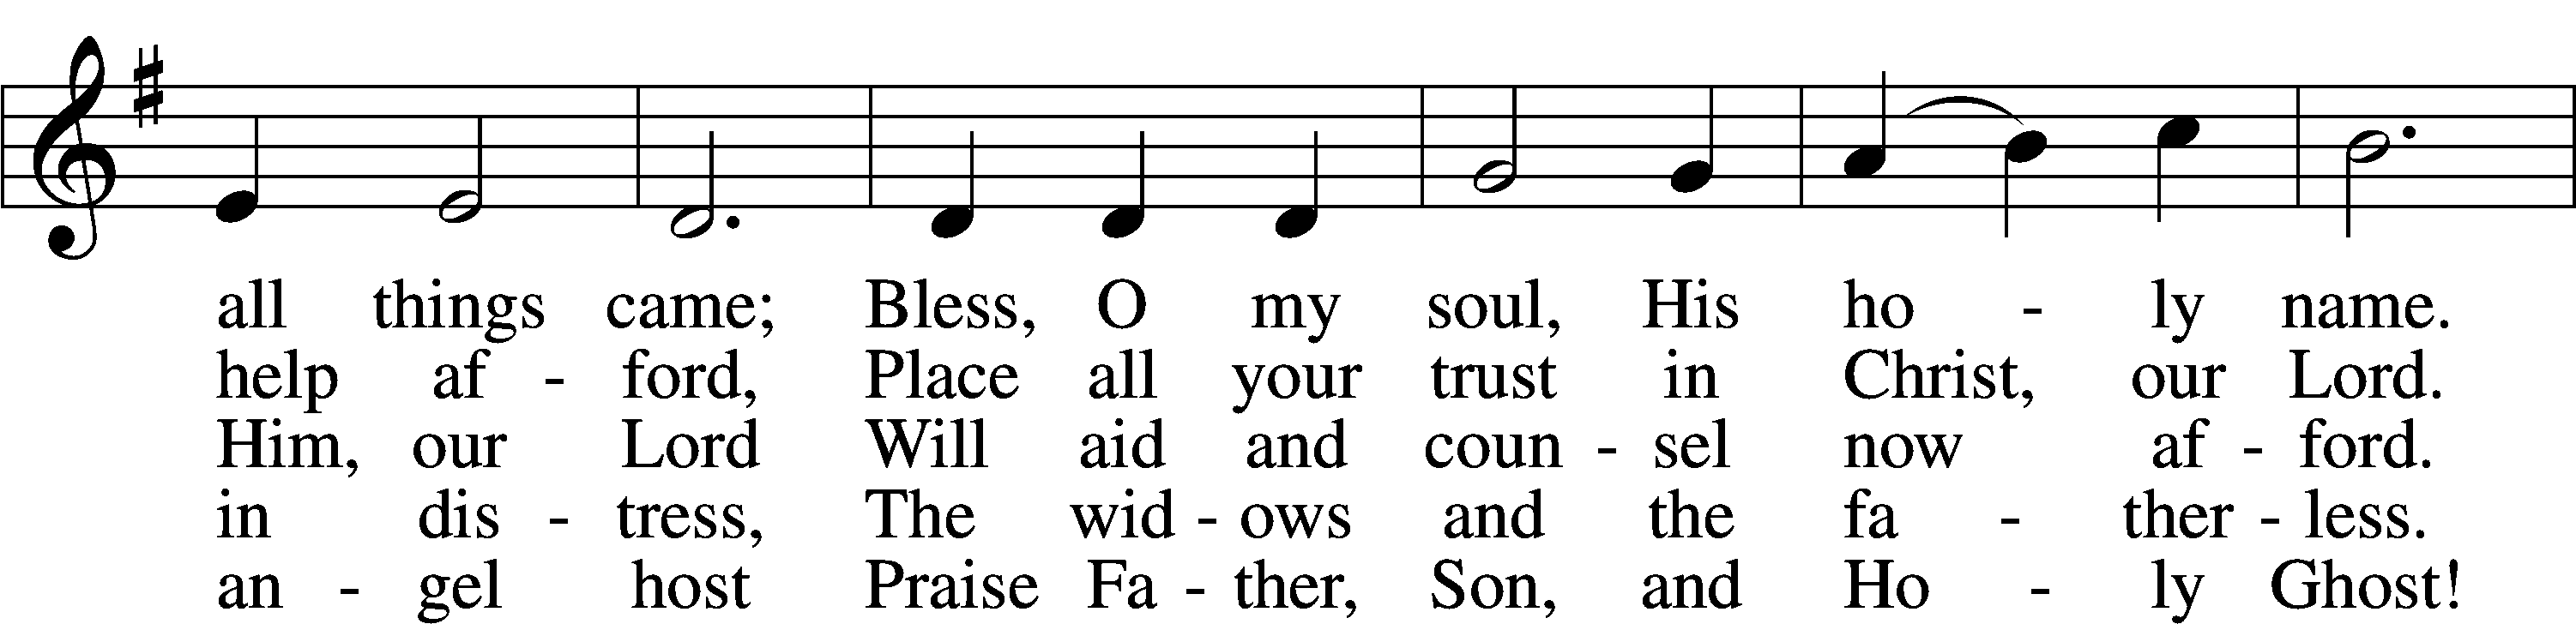 all things came; Bless, O my soul, His ho - ly name.
help af - ford, Place all your trust in Christ, our Lord.
Him, our Lord Will aid and coun - sel now af - ford.
in dis - tress, The wid - ows and the fa - ther - less.
an - gel host Praise Fa - ther, Son, and Ho - ly Ghost!